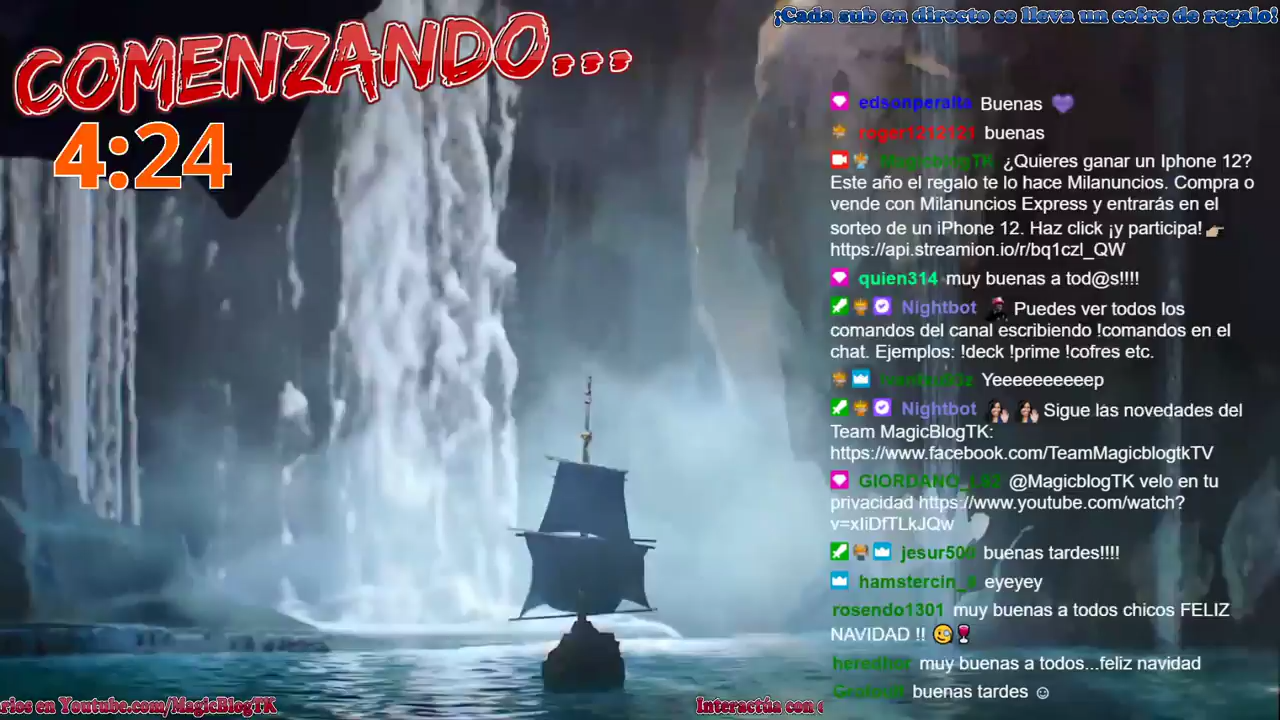 COMENZANDO...
4:24
¡Cada sub en directo se lleva un cofre de regalo!
edsonperalta Buenas
roger1212121 buenas
MagicblogTK ¿Quieres ganar un Iphone 12?
Este año el regalo te lo hace Milanuncios. Compra o
vende con Milanuncios Express y entrarás en el
sorteo de un iPhone 12. Haz click ¡y participa!
https://api.streamion.io/r/bq1czl_QW
quien314 muy buenas a tod@s!!!!
Nightbot Puedes ver todos los
comandos del canal escribiendo !comandos en el
chat. Ejemplos: !deck !prime !cofres etc.
Yeeeeeeeeeep
Nightbot Sigue las novedades del
Team MagicBlogTK:
https://www.facebook.com/TeamMagicblogtkTV
@MagicblogTK velo en tu
privacidad https://www.youtube.com/watch?
v=xIiDfTLkJQw
jesur500 buenas tardes!!!!
eyeyey
rosendo1301 muy buenas a todos chicos FELIZ
NAVIDAD !!
muy buenas a todos...feliz navidad
buenas tardes ☺
rios en Youtube.com/MagicBlogTK
Interactúa con